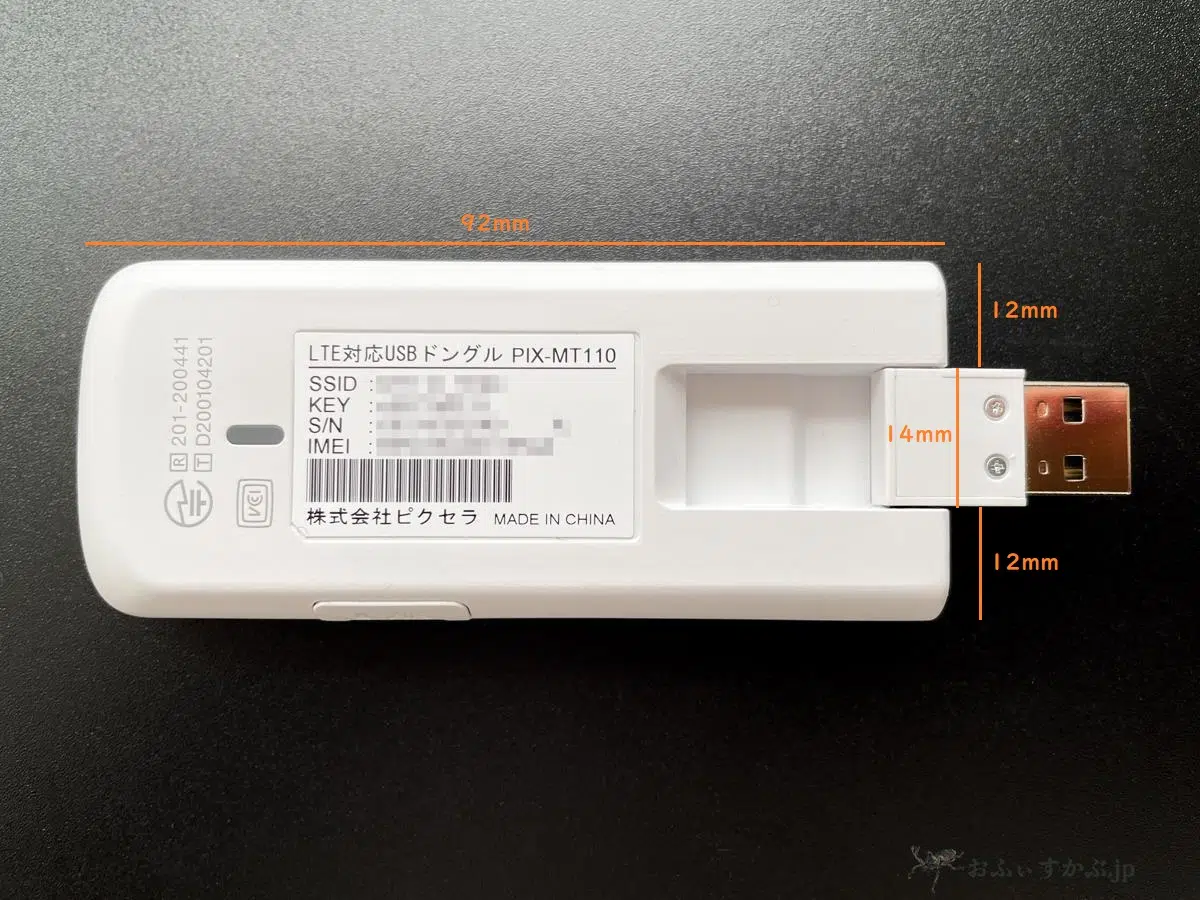 92mm
12mm
LTE対応USBドングル PIX-MT110
SSID :
KEY :
S/N :
IMEI :
株式会社ピクセラ MADE IN CHINA
R 201-200441
T D200104201
VCI
14mm
12mm
おふぃすかぶ.jp